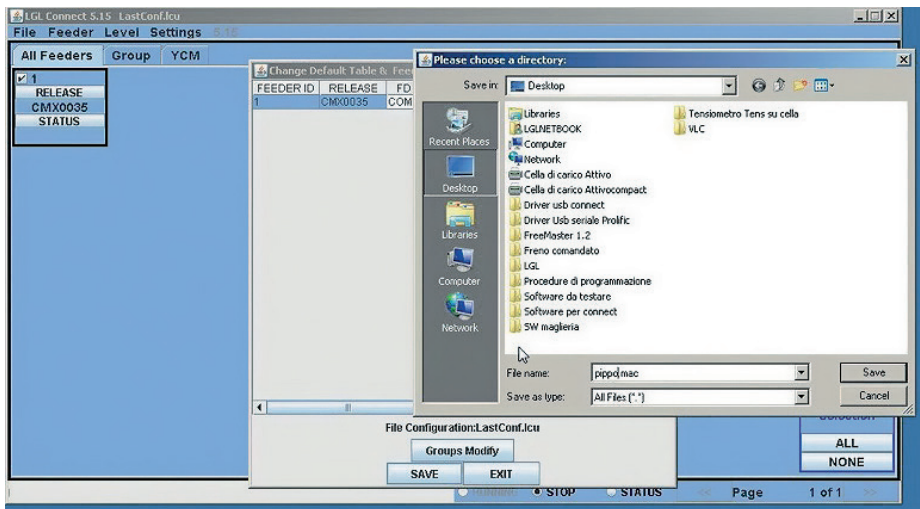 LGL Connect 5.15 LastConf.lcu
File Feeder Level Settings 5.15
All Feeders Group YCM
1
RELEASE
CMX0035
STATUS
Change Default Table &
FEEDER ID RELEASE FD
1 CMX0035 COM
File Configuration:LastConf.lcu
Groups Modify
SAVE EXIT
Please choose a directory:
Save in: Desktop
Recent Places
Desktop
Libraries
Computer
Network
Libraries
LGLNETBOOK
Computer
Network
Cella di carico Attivo
Cella di carico Attivocompact
Driver usb connect
Driver Usb seriale Prolific
FreeMaster 1.2
Freno comandato
LGL
Procedure di programmazione
Software da testare
Software per connect
SW maglieria
Tensiometro Tens su cella
VLC
File name: pippo.mac Save
Save as type: All Files (*.*) Cancel
ALL
NONE
RUNNING STOP STATUS << Page 1 of 1 >>